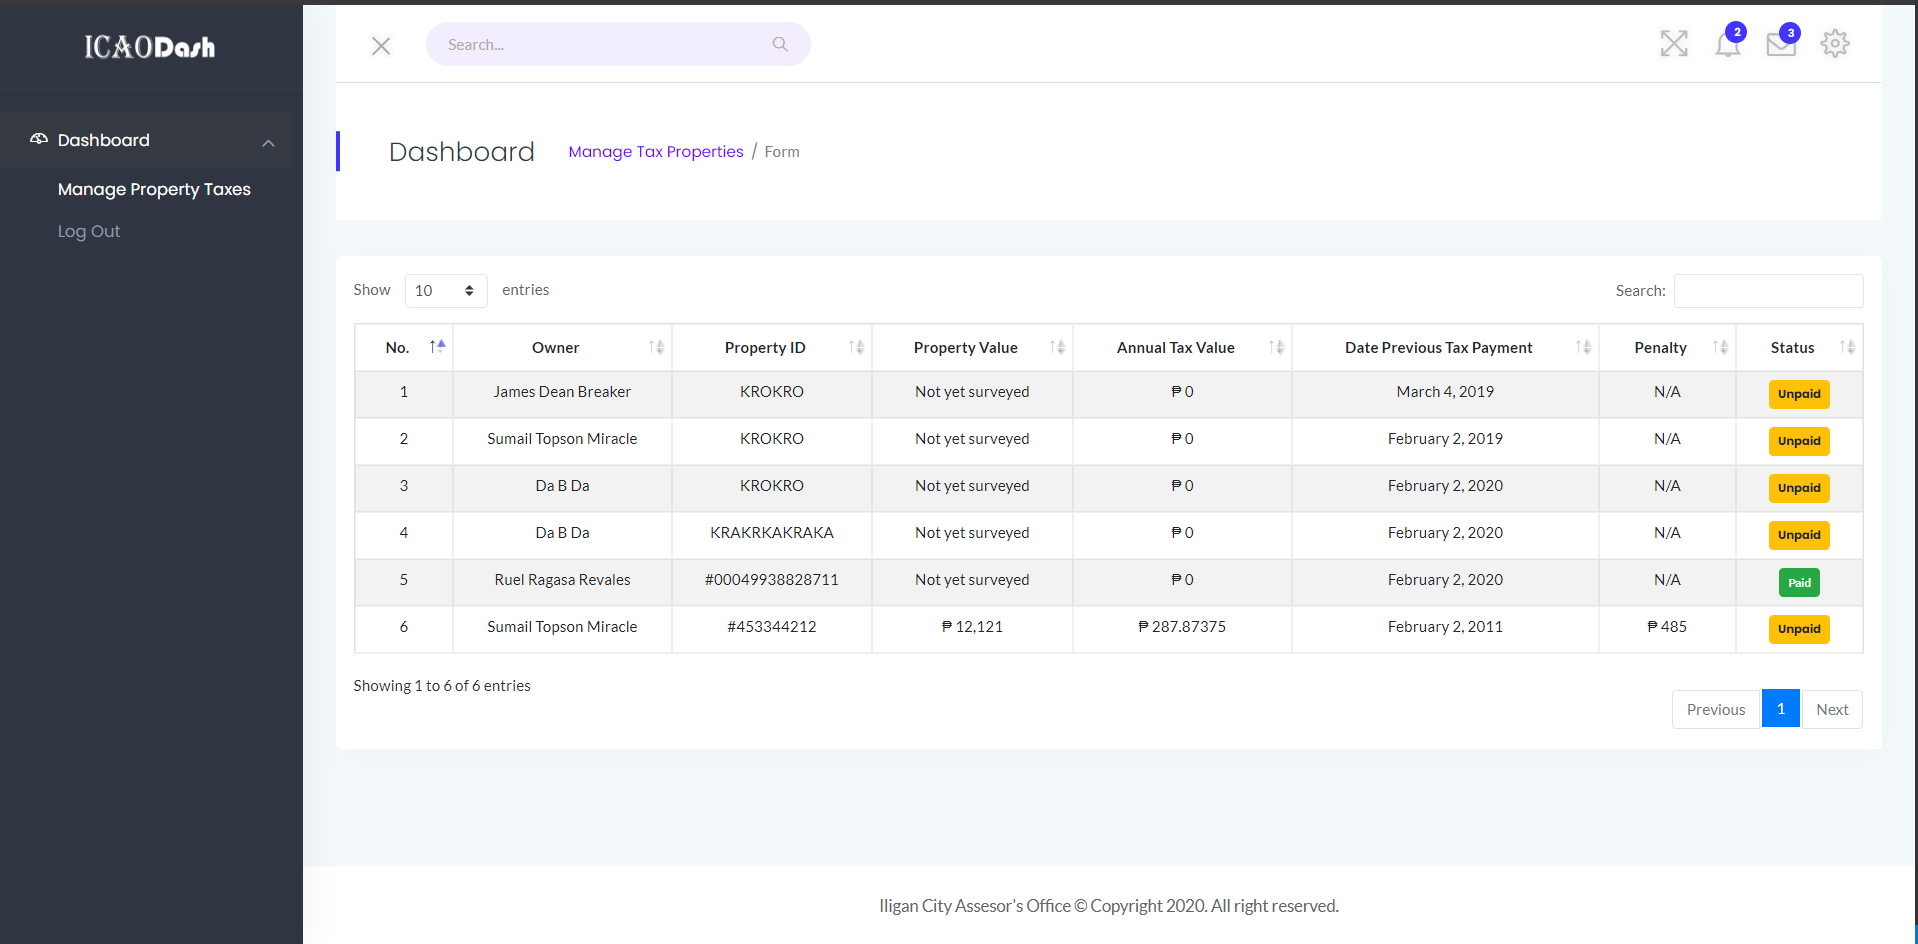 ICAODash
Search...
2
3
Dashboard
Manage Property Taxes
Log Out
Dashboard Manage Tax Properties / Form
Show 10 entries Search:
No. Owner Property ID Property Value Annual Tax Value Date Previous Tax Payment Penalty Status
1 James Dean Breaker KROKRO Not yet surveyed ₱ 0 March 4, 2019 N/A Unpaid
2 Sumail Topson Miracle KROKRO Not yet surveyed ₱ 0 February 2, 2019 N/A Unpaid
3 Da B Da KROKRO Not yet surveyed ₱ 0 February 2, 2020 N/A Unpaid
4 Da B Da KRAKRKAKRAKA Not yet surveyed ₱ 0 February 2, 2020 N/A Unpaid
5 Ruel Ragasa Revales #00049938828711 Not yet surveyed ₱ 0 February 2, 2020 N/A Paid
6 Sumail Topson Miracle #453344212 ₱ 12,121 ₱ 287.87375 February 2, 2011 ₱ 485 Unpaid
Showing 1 to 6 of 6 entries
Previous 1 Next
Iligan City Assesor's Office © Copyright 2020. All right reserved.